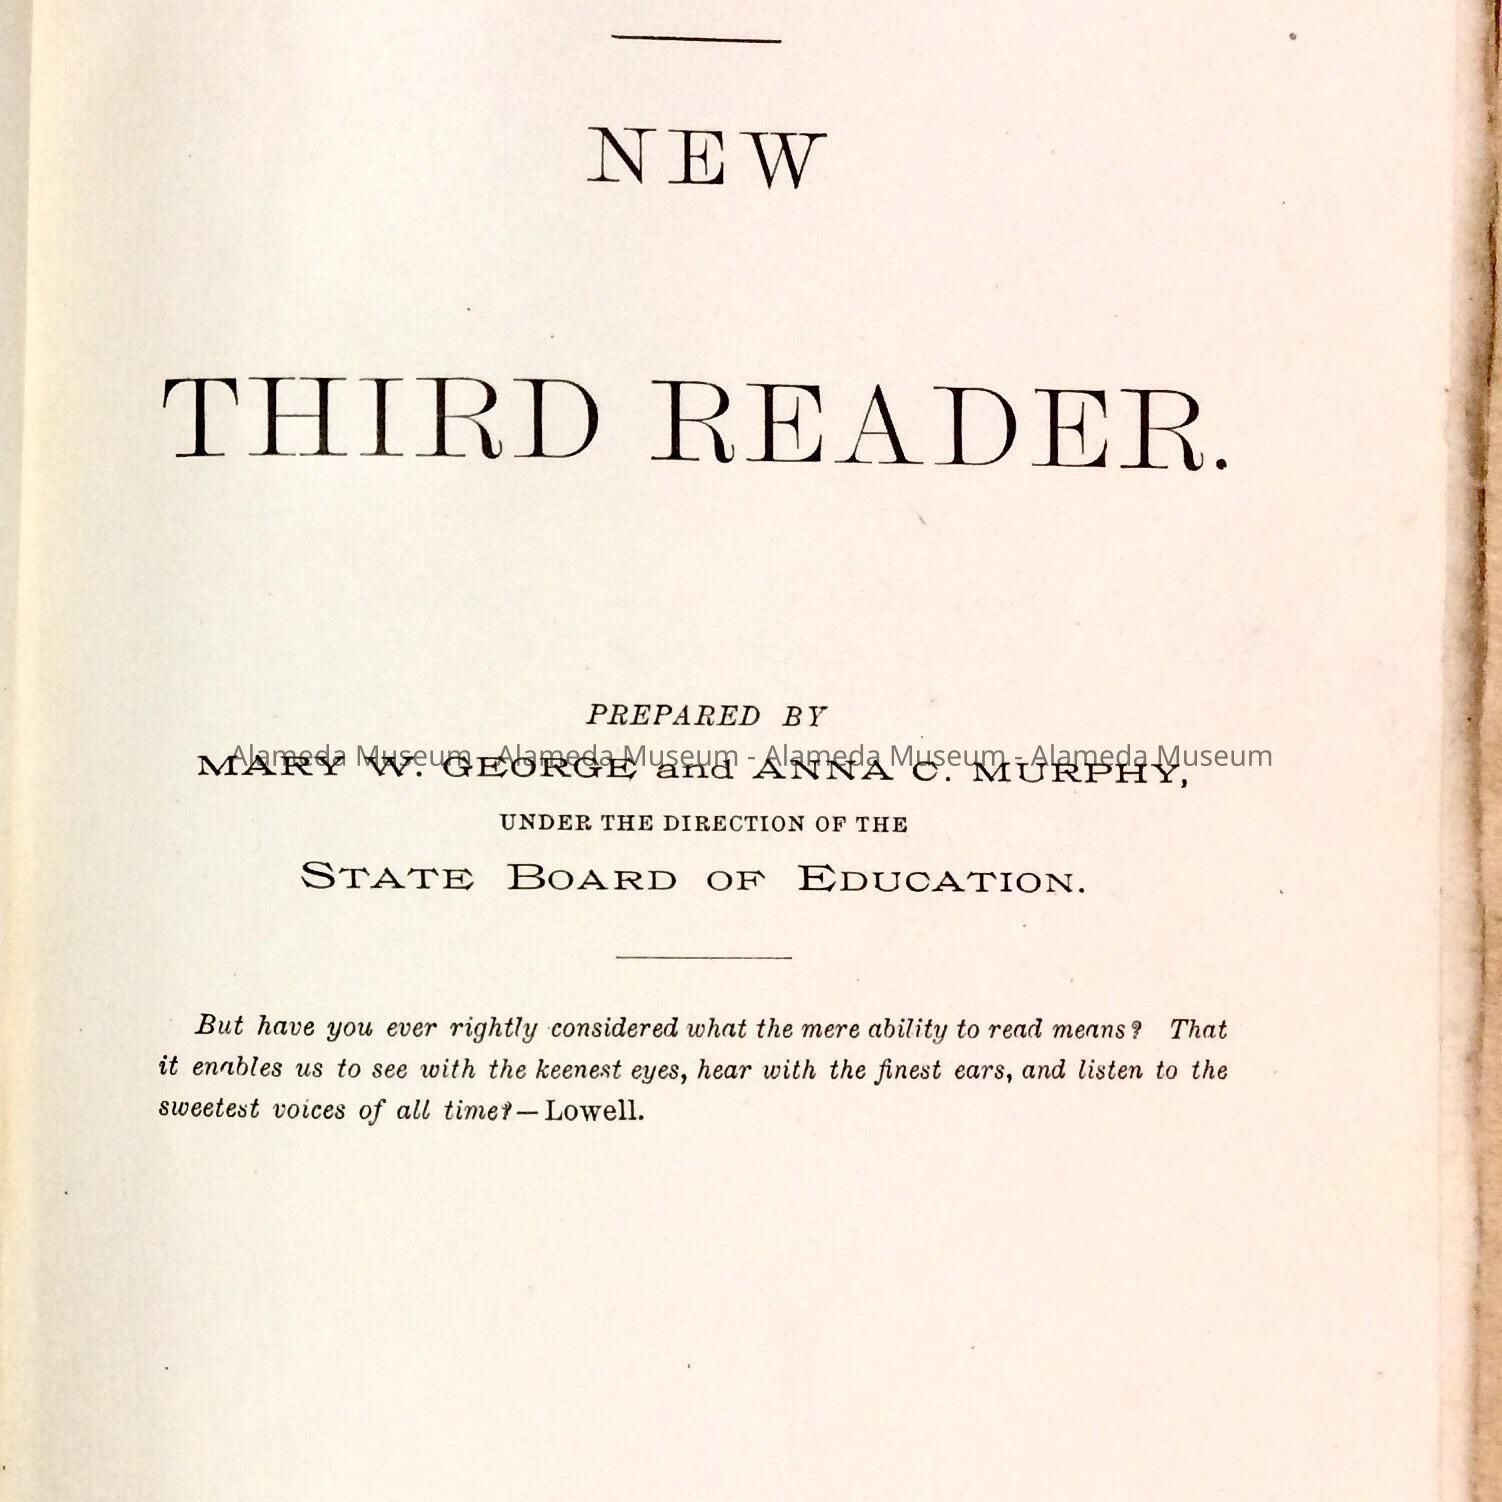 NEW
THIRD READER.
PREPARED BY
Alameda Museum - Alameda Museum - Alameda Museum - Alameda Museum
MARY W. GEORGE and ANNA C. MURPHY,
UNDER THE DIRECTION OF THE
STATE BOARD OF EDUCATION.
But have you ever rightly considered what the mere ability to read means? That
it enables us to see with the keenest eyes, hear with the finest ears, and listen to the
sweetest voices of all time?—Lowell.